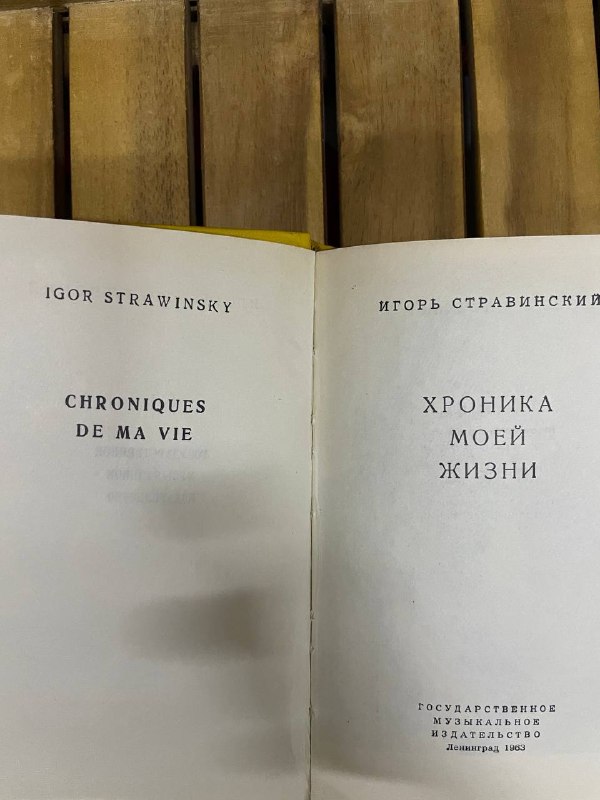 IGOR STRAWINSKY
CHRONIQUES
DE MA VIE
ИГОРЬ СТРАВИНСКИЙ
ХРОНИКА
МОЕЙ
ЖИЗНИ
ГОСУДАРСТВЕННОЕ
МУЗЫКАЛЬНОЕ
ИЗДАТЕЛЬСТВО
Ленинград 1963